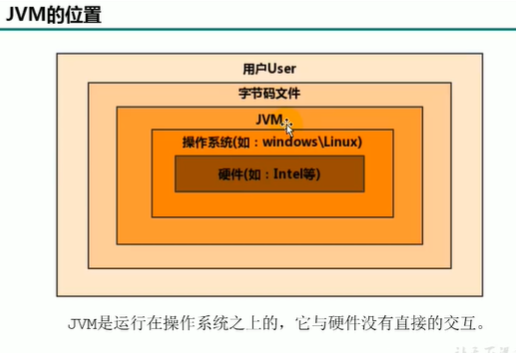 JVM的位置
用户User
字节码文件
JVM
操作系统(如：windows\Linux)
硬件(如：Intel等)
JVM是运行在操作系统之上的，它与硬件没有直接的交互。